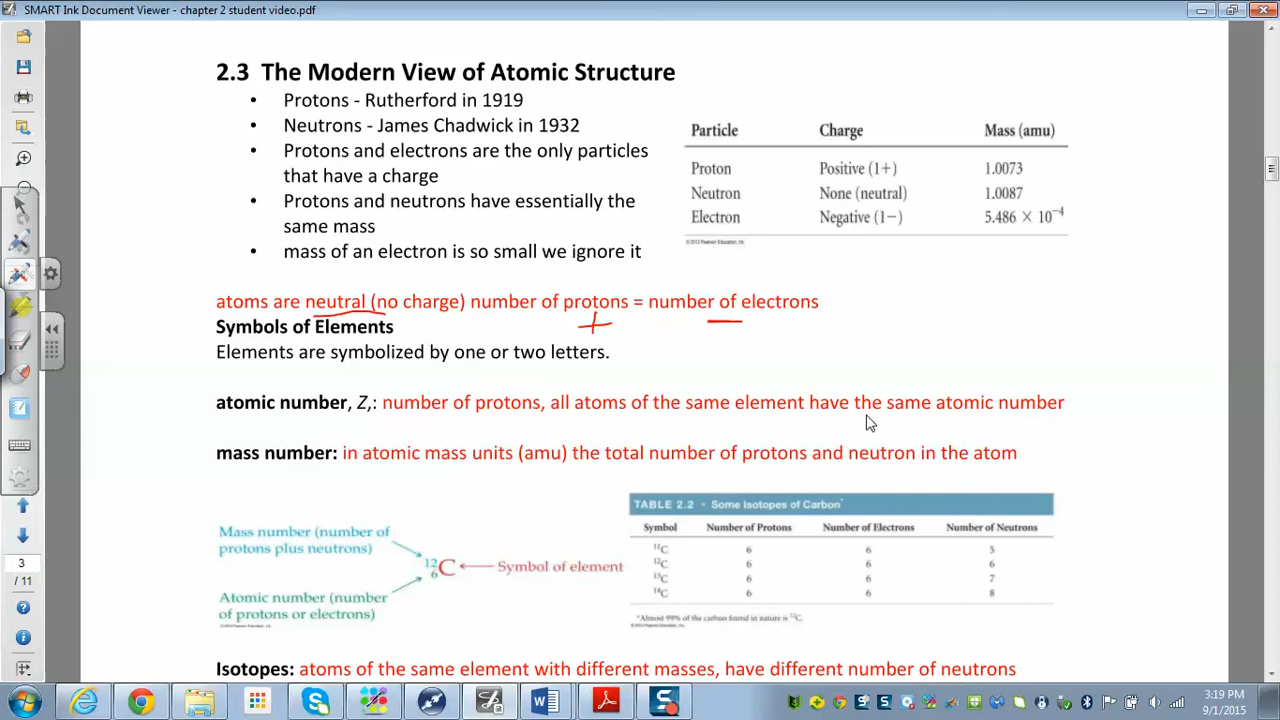 SMART Ink Document Viewer - chapter 2 student video.pdf
2.3 The Modern View of Atomic Structure
• Protons - Rutherford in 1919
• Neutrons - James Chadwick in 1932
• Protons and electrons are the only particles
that have a charge
• Protons and neutrons have essentially the
same mass
• mass of an electron is so small we ignore it
Particle Charge Mass (amu)
Proton Positive (1+) 1.0073
Neutron None (neutral) 1.0087
Electron Negative (1−) 5.486 × 10⁻⁴
atoms are neutral (no charge) number of protons = number of electrons
+
Symbols of Elements
Elements are symbolized by one or two letters.
atomic number, Z,: number of protons, all atoms of the same element have the same atomic number
mass number: in atomic mass units (amu) the total number of protons and neutron in the atom
Mass number (number of
protons plus neutrons)
¹²₆C
Symbol of element
Atomic number (number
of protons or electrons)
TABLE 2.2 • Some Isotopes of Carbon*
Symbol Number of Protons Number of Electrons Number of Neutrons
¹¹C 6 6 5
¹²C 6 6 6
¹³C 6 6 7
¹⁴C 6 6 8
*Almost 99% of the carbon found in nature is ¹²C.
Isotopes: atoms of the same element with different masses, have different number of neutrons
3
/ 11
3:19 PM
9/1/2015